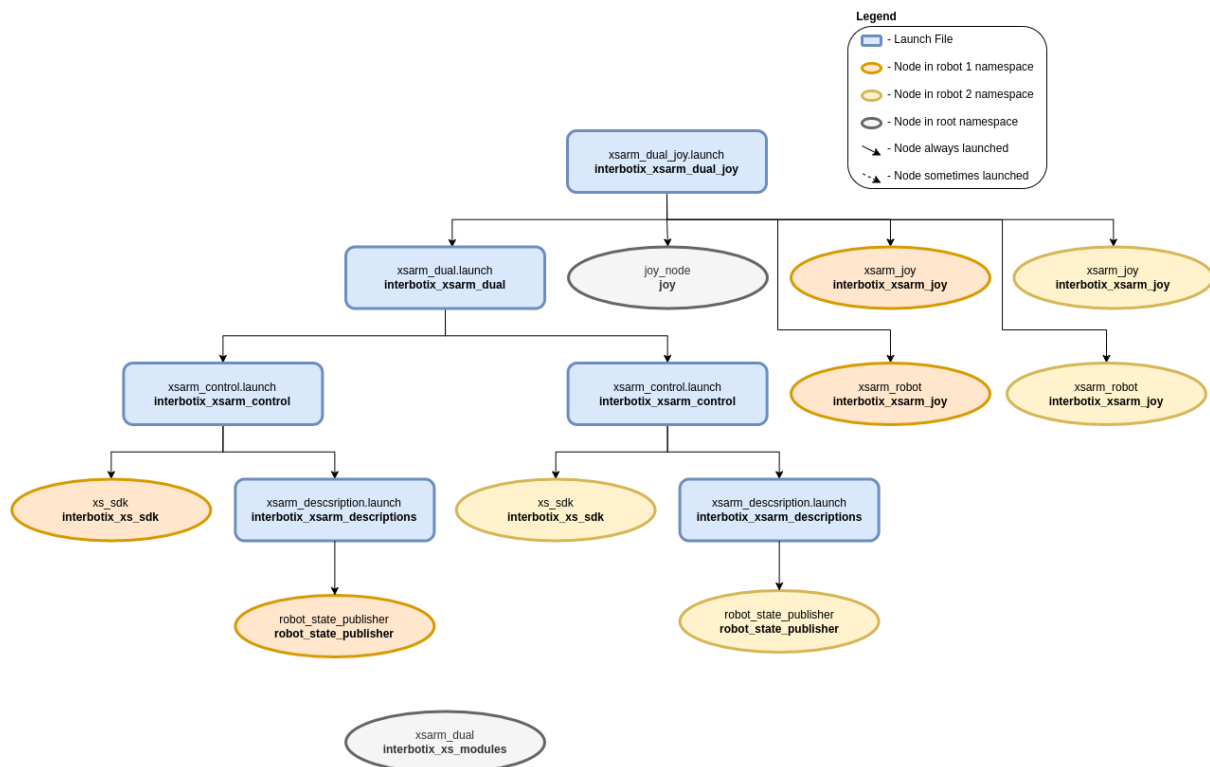 Legend
- Launch File
- Node in robot 1 namespace
- Node in robot 2 namespace
- Node in root namespace
- Node always launched
- Node sometimes launched
xsarm_dual_joy.launch
interbotix_xsarm_dual_joy
xsarm_dual.launch
interbotix_xsarm_dual
joy_node
joy
xsarm_joy
interbotix_xsarm_joy
xsarm_joy
interbotix_xsarm_joy
xsarm_control.launch
interbotix_xsarm_control
xsarm_control.launch
interbotix_xsarm_control
xsarm_robot
interbotix_xsarm_joy
xsarm_robot
interbotix_xsarm_joy
xs_sdk
interbotix_xs_sdk
xsarm_descsription.launch
interbotix_xsarm_descriptions
xs_sdk
interbotix_xs_sdk
xsarm_descsription.launch
interbotix_xsarm_descriptions
robot_state_publisher
robot_state_publisher
robot_state_publisher
robot_state_publisher
xsarm_dual
interbotix_xs_modules